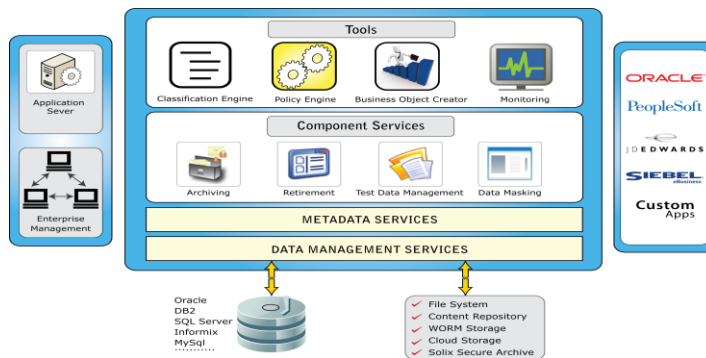 Tools
Classification Engine
Policy Engine
Business Object Creator
Monitoring
Component Services
Archiving
Retirement
Test Data Management
Data Masking
METADATA SERVICES
DATA MANAGEMENT SERVICES
Application
Sever
Enterprise
Management
ORACLE
PeopleSoft
JDEDWARDS
SIEBEL
eBusiness
Custom
Apps
Oracle
DB2
SQL Server
Informix
MySql
............
File System
Content Repository
WORM Storage
Cloud Storage
Solix Secure Archive